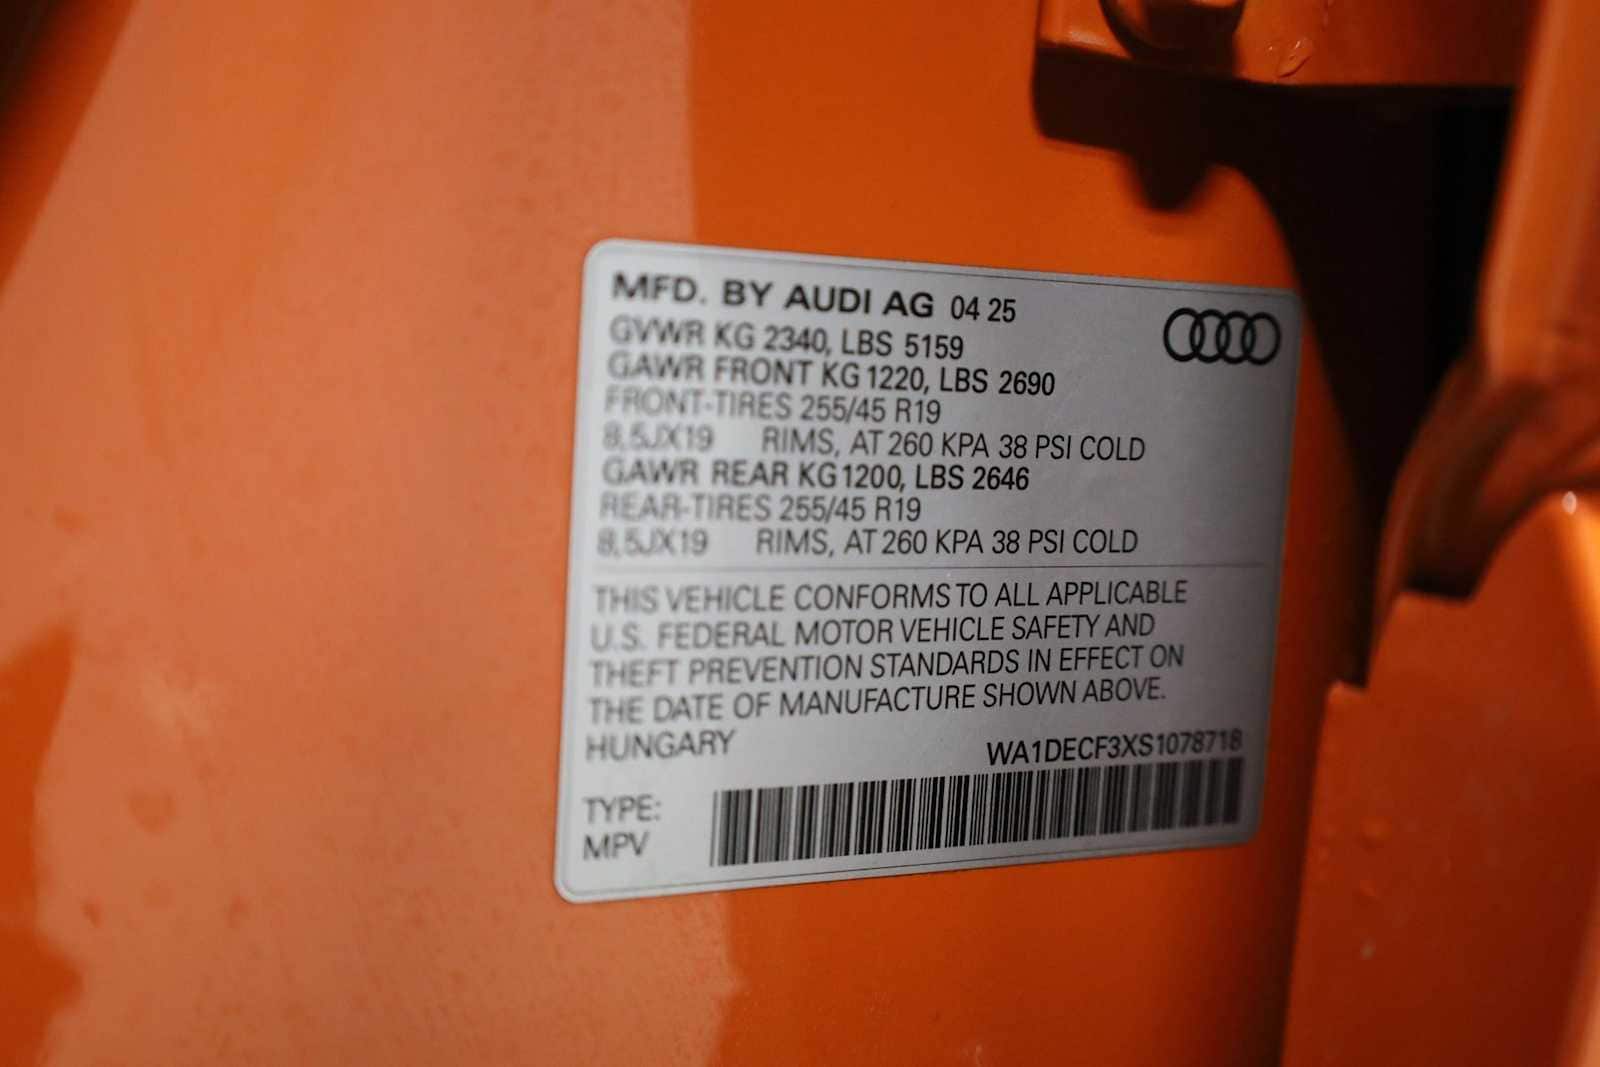 MFD. BY AUDI AG 04 25
GVWR KG 2340, LBS 5159
GAWR FRONT KG 1220, LBS 2690
FRONT-TIRES 255/45 R19
8,5JX19 RIMS, AT 260 KPA 38 PSI COLD
GAWR REAR KG 1200, LBS 2646
REAR-TIRES 255/45 R19
8,5JX19 RIMS, AT 260 KPA 38 PSI COLD
THIS VEHICLE CONFORMS TO ALL APPLICABLE
U.S. FEDERAL MOTOR VEHICLE SAFETY AND
THEFT PREVENTION STANDARDS IN EFFECT ON
THE DATE OF MANUFACTURE SHOWN ABOVE.
HUNGARY WA1DECF3XS1078718
TYPE:
MPV